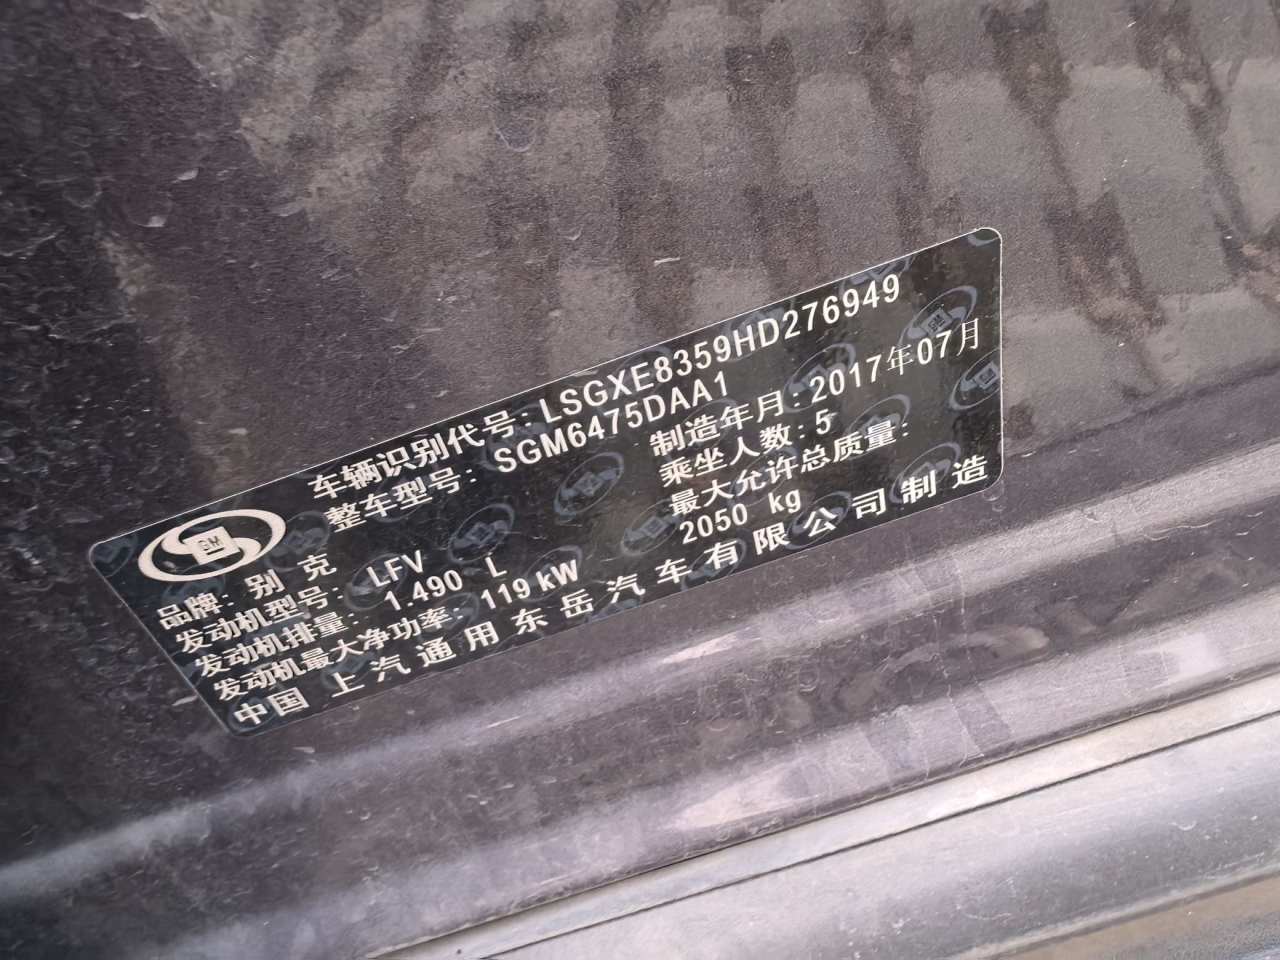 车辆识别代号: LSGXE8359HD276949
整车型号: SGM6475DAA1
制造年月: 2017年07月
品牌: 别克
乘坐人数: 5
发动机型号: LFV
最大允许总质量:
发动机排量: 1.490 L
2050 kg
发动机最大净功率: 119 kW
中国 上汽通用东岳汽车有限公司制造